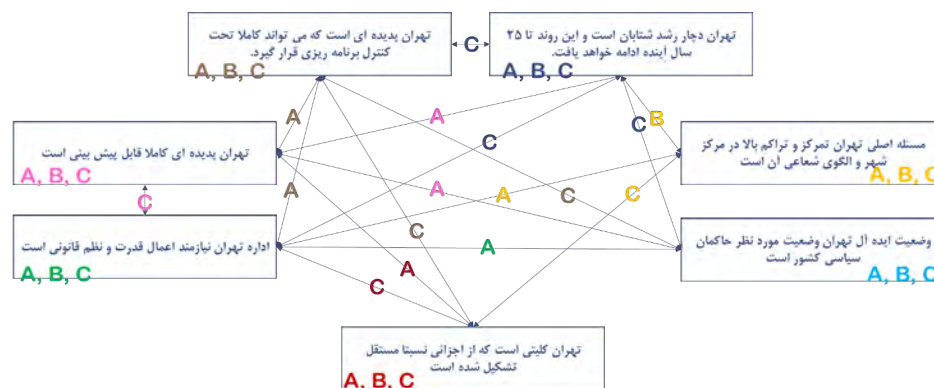 تهران پدیده ای است که می تواند کاملا تحت
کنترل برنامه ریزی قرار گیرد.
A, B, C
C
تهران دچار رشد شتابان است و این روند تا ۲۵
سال آینده ادامه خواهد یافت.
A, B, C
A
A
C
B
C
تهران پدیده ای کاملا قابل پیش بینی است
A, B, C
مسئله اصلی تهران تمرکز و تراکم بالا در مرکز
شهر و الگوی شعاعی آن است
A, B, C
A
A
A
C
C
C
اداره تهران نیازمند اعمال قدرت و نظم قانونی است
A, B, C
C
A
A
C
وضعیت ایده آل تهران وضعیت مورد نظر حاکمان
سیاسی کشور است
A, B, C
تهران کلیتی است که از اجزائی نسبتا مستقل
تشکیل شده است
A, B, C